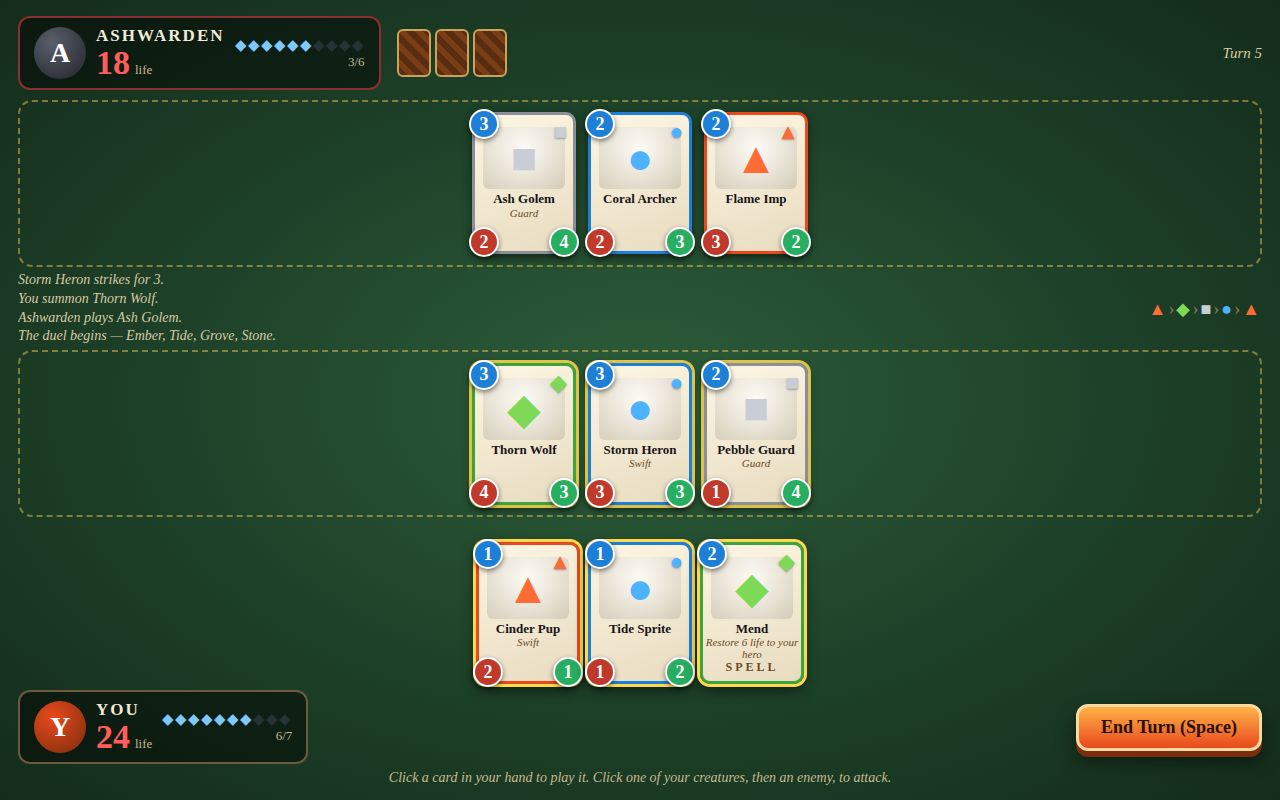 A
ASHWARDEN
18 life
3/6
Turn 5
3
Ash Golem
Guard
2 4
2
Coral Archer
2 3
2
Flame Imp
3 2
Storm Heron strikes for 3.
You summon Thorn Wolf.
Ashwarden plays Ash Golem.
The duel begins — Ember, Tide, Grove, Stone.
3
Thorn Wolf
4 3
3
Storm Heron
Swift
3 3
2
Pebble Guard
Guard
1 4
1
Cinder Pup
Swift
2 1
1
Tide Sprite
1 2
2
Mend
Restore 6 life to your
hero
SPELL
Y
YOU
24 life
6/7
End Turn (Space)
Click a card in your hand to play it. Click one of your creatures, then an enemy, to attack.